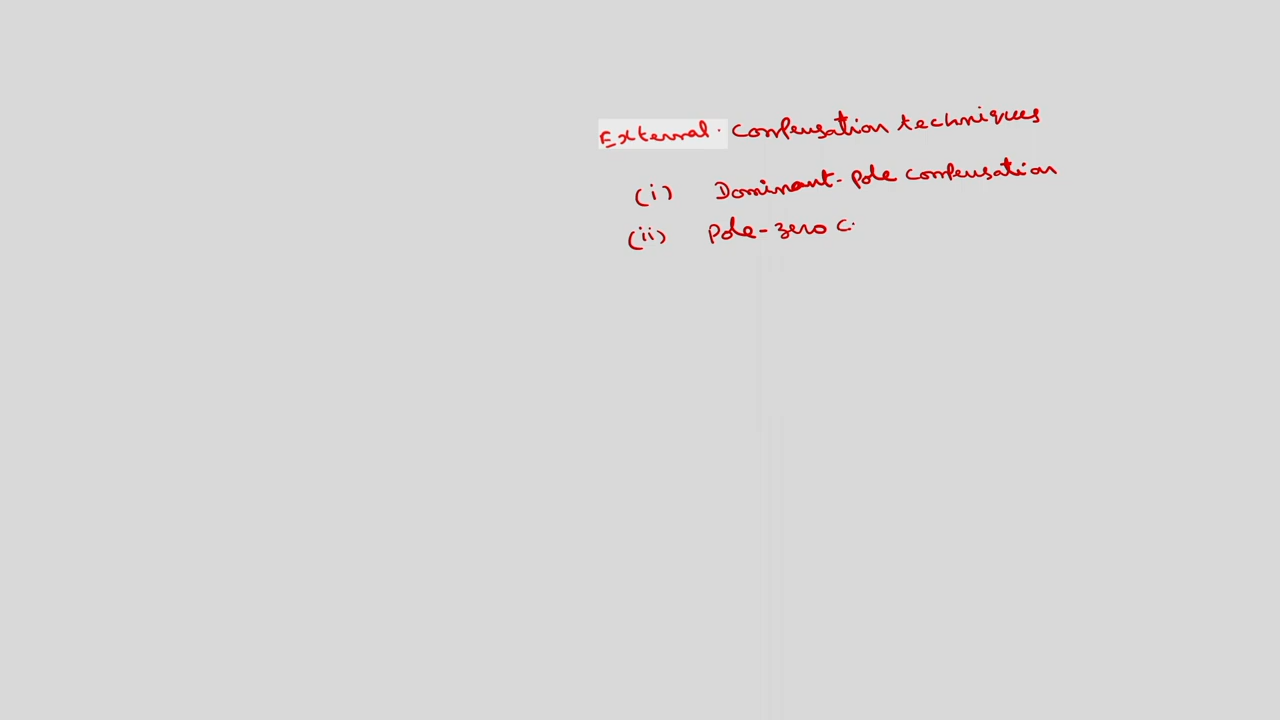 External. Compensation techniques
(i) Dominant-pole compensation
(ii) Pole-zero c.